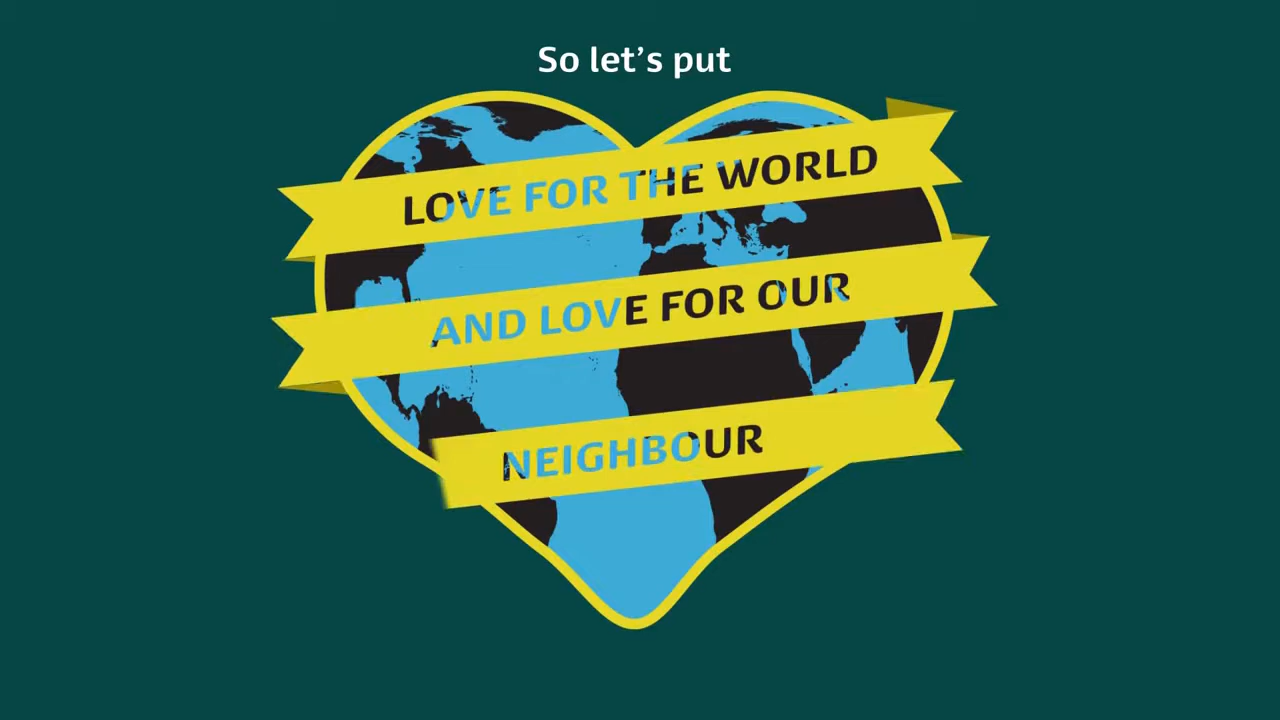 So let’s put
LOVE FOR THE WORLD
AND LOVE FOR OUR
NEIGHBOUR